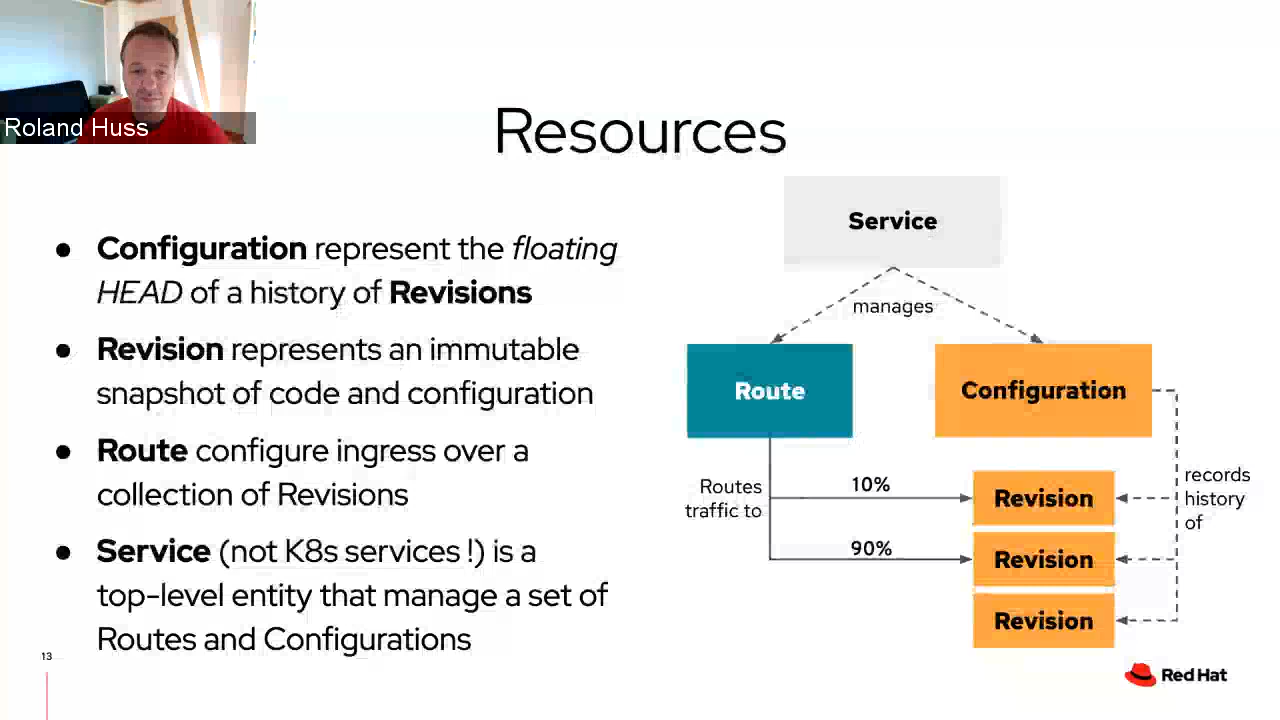 Roland Huss
Resources
● Configuration represent the floating
HEAD of a history of Revisions
● Revision represents an immutable
snapshot of code and configuration
● Route configure ingress over a
collection of Revisions
● Service (not K8s services !) is a
top-level entity that manage a set of
Routes and Configurations
Service
manages
Route
Configuration
Routes
traffic to
10%
90%
Revision
Revision
Revision
records
history
of
13
Red Hat